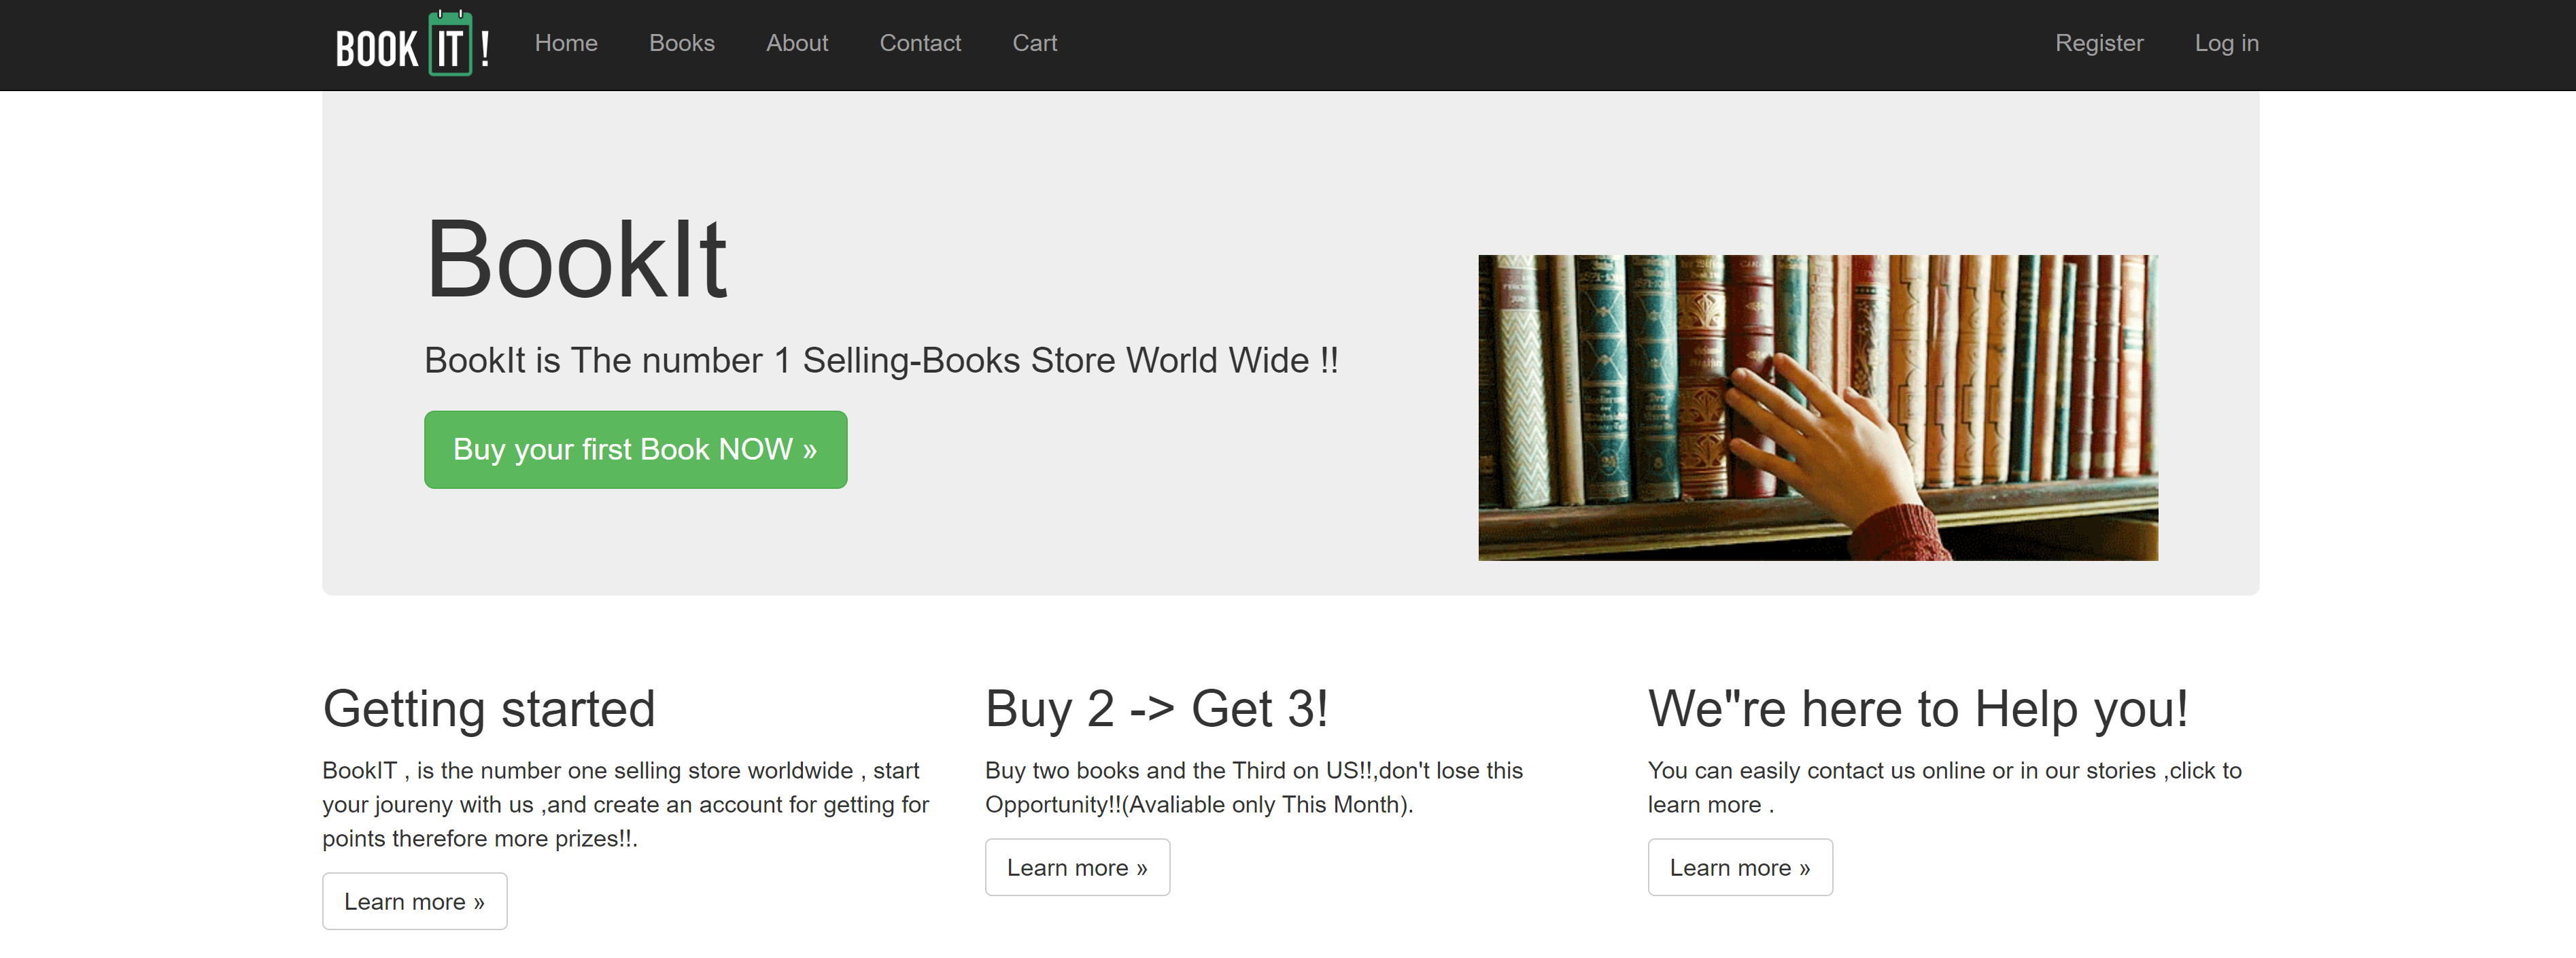 BOOK IT !
Home Books About Contact Cart
Register Log in
BookIt
BookIt is The number 1 Selling-Books Store World Wide !!
Buy your first Book NOW »
Getting started
BookIT , is the number one selling store worldwide , start
your joureny with us ,and create an account for getting for
points therefore more prizes!!.
Learn more »
Buy 2 -> Get 3!
Buy two books and the Third on US!!,don't lose this
Opportunity!!(Avaliable only This Month).
Learn more »
We"re here to Help you!
You can easily contact us online or in our stories ,click to
learn more .
Learn more »